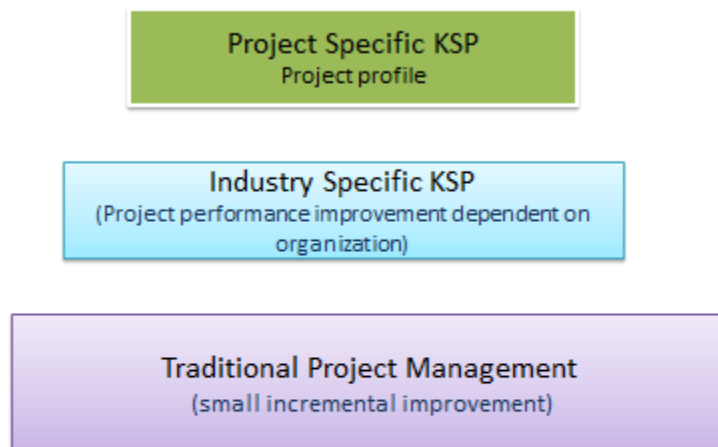 Project Specific KSP
Project profile
Industry Specific KSP
(Project performance improvement dependent on
organization)
Traditional Project Management
(small incremental improvement)